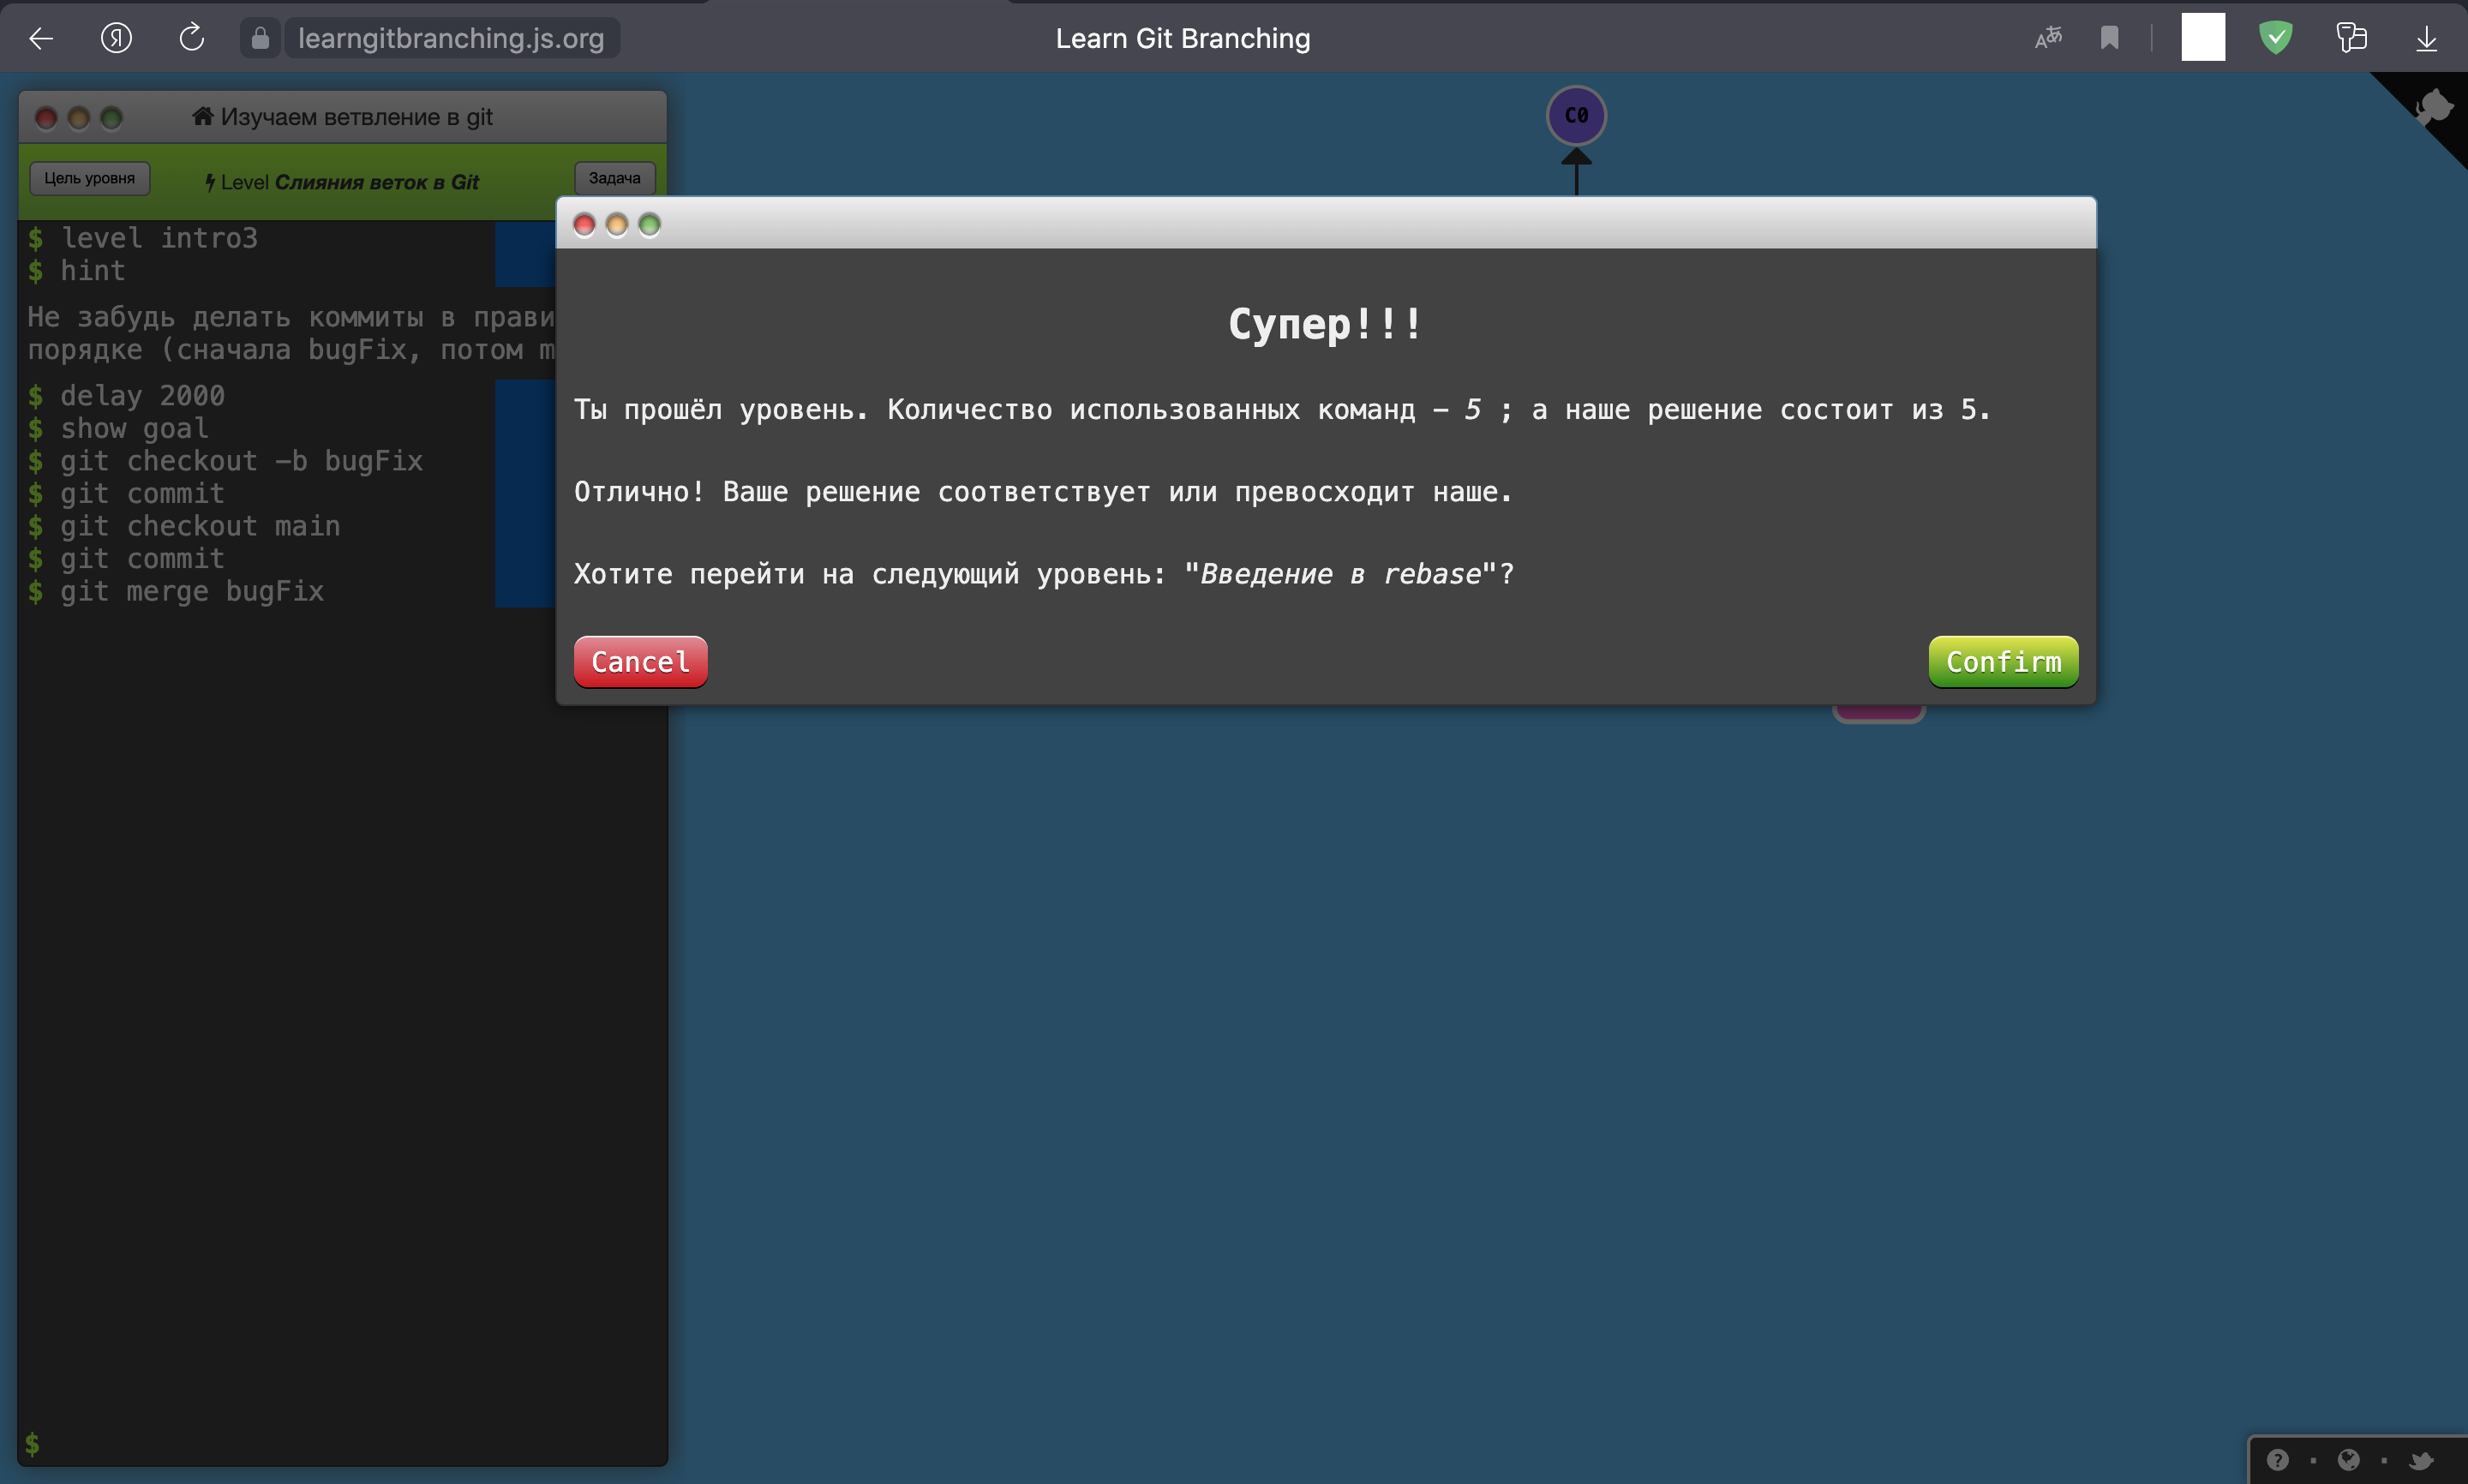 Я
learngitbranching.js.org
Learn Git Branching
Изучаем ветвление в git
Цель уровня
Level Слияния веток в Git
Задача
C0
$ level intro3
$ hint
Не забудь делать коммиты в
порядке (сначала bugFix, потом
$ delay 2000
$ show goal
$ git checkout -b bugFix
$ git commit
$ git checkout main
$ git commit
$ git merge bugFix
Супер!!!
Ты прошёл уровень. Количество использованных команд – 5 ; а наше решение состоит из 5.
Отлично! Ваше решение соответствует или превосходит наше.
Хотите перейти на следующий уровень: "Введение в rebase"?
Cancel
Confirm
$